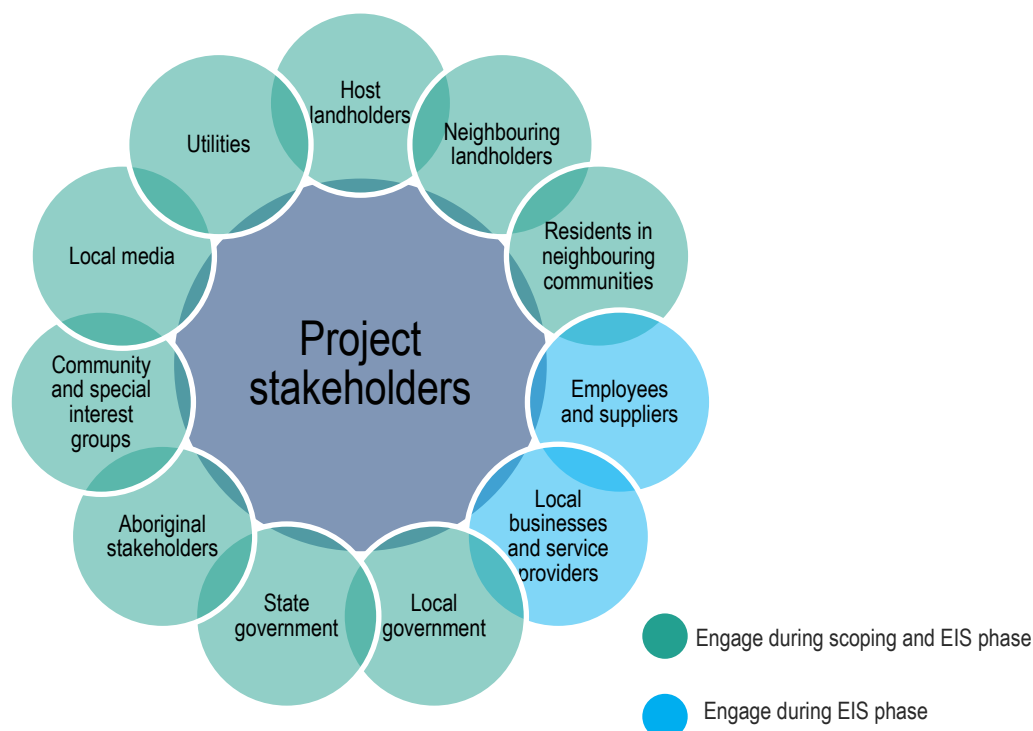 Host
landholders
Neighbouring
landholders
Utilities
Residents in
neighbouring
communities
Local media
Project
stakeholders
Community
and special
interest
groups
Employees
and suppliers
Local
businesses
and service
providers
Aboriginal
stakeholders
State
government
Local
government
Engage during scoping and EIS phase
Engage during EIS phase